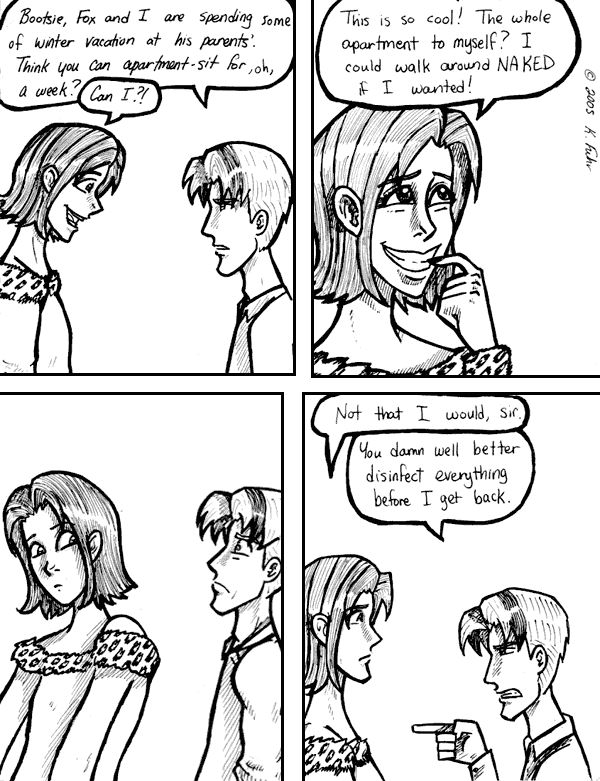 Bootsie, Fox and I are spending some
of winter vacation at his parents'.
Think you can apartment-sit for, oh,
a week?
Can I?!
This is so cool! The whole
apartment to myself? I
could walk around NAKED
if I wanted!
© 2005 K. Fuhr
Not that I would, sir.
You damn well better
disinfect everything
before I get back.